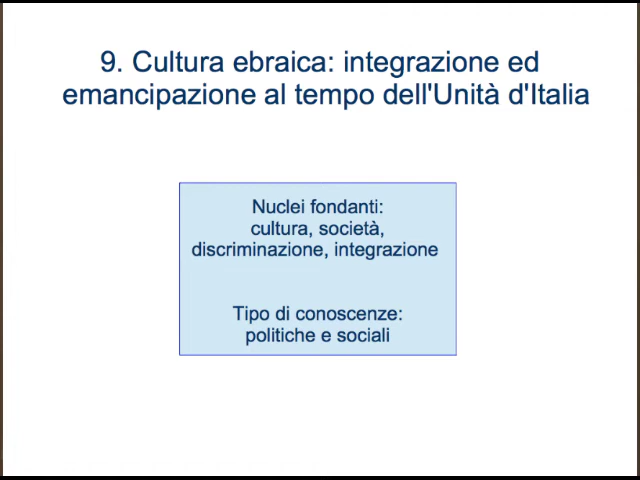 9. Cultura ebraica: integrazione ed
emancipazione al tempo dell'Unità d'Italia
Nuclei fondanti:
cultura, società,
discriminazione, integrazione
Tipo di conoscenze:
politiche e sociali